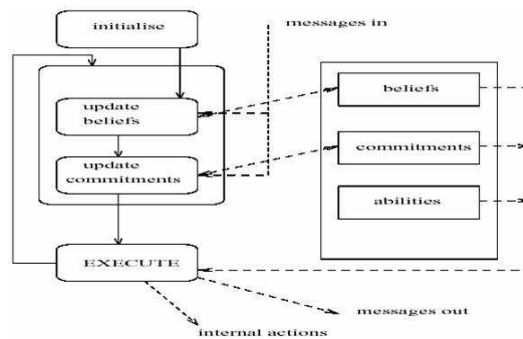 initialise
messages in
update
beliefs
beliefs
update
commitments
commitments
abilities
EXECUTE
messages out
internal actions